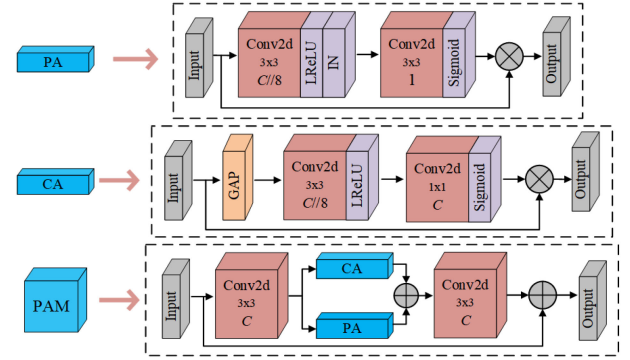 PA
Input
Conv2d
3x3
C//8
LReLU
IN
Conv2d
3x3
1
Sigmoid
Output
CA
Input
GAP
Conv2d
3x3
C//8
LReLU
Conv2d
1x1
C
Sigmoid
Output
PAM
Input
Conv2d
3x3
C
CA
PA
Conv2d
3x3
C
Output